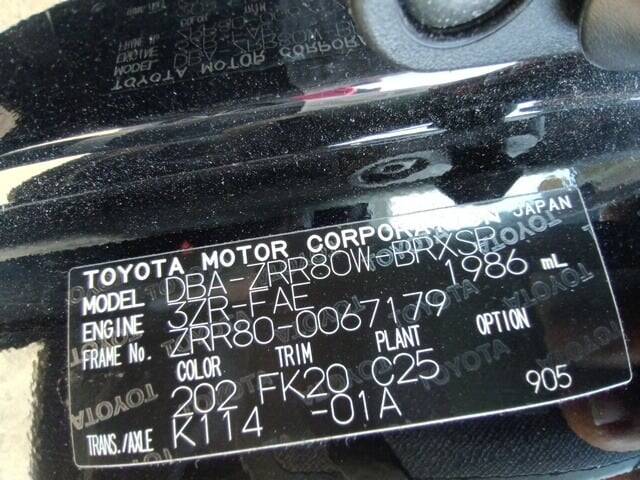 TOYOTA MOTOR CORPORATION JAPAN
MODEL DBA-ZRR80W-BRXSP
ENGINE 3ZR-FAE 1986 mL
FRAME No. ZRR80-0067179
COLOR TRIM PLANT OPTION
202 FK20 C25
TRANS./AXLE K114 -01A 905